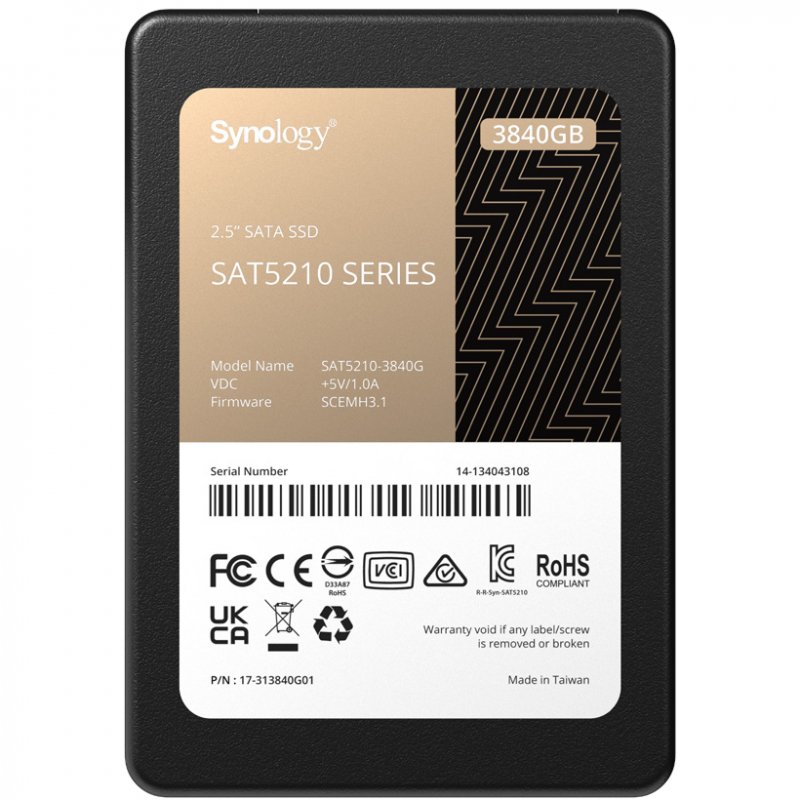 Synology®
3840GB
2.5” SATA SSD
SAT5210 SERIES
Model Name SAT5210-3840G
VDC +5V/1.0A
Firmware SCEMH3.1
Serial Number 14-134043108
FC CE D33A87 RoHS VCI RoHS COMPLIANT
R-R-Syn-SAT5210
UK CA
Warranty void if any label/screw
is removed or broken
P/N : 17-313840G01 Made in Taiwan